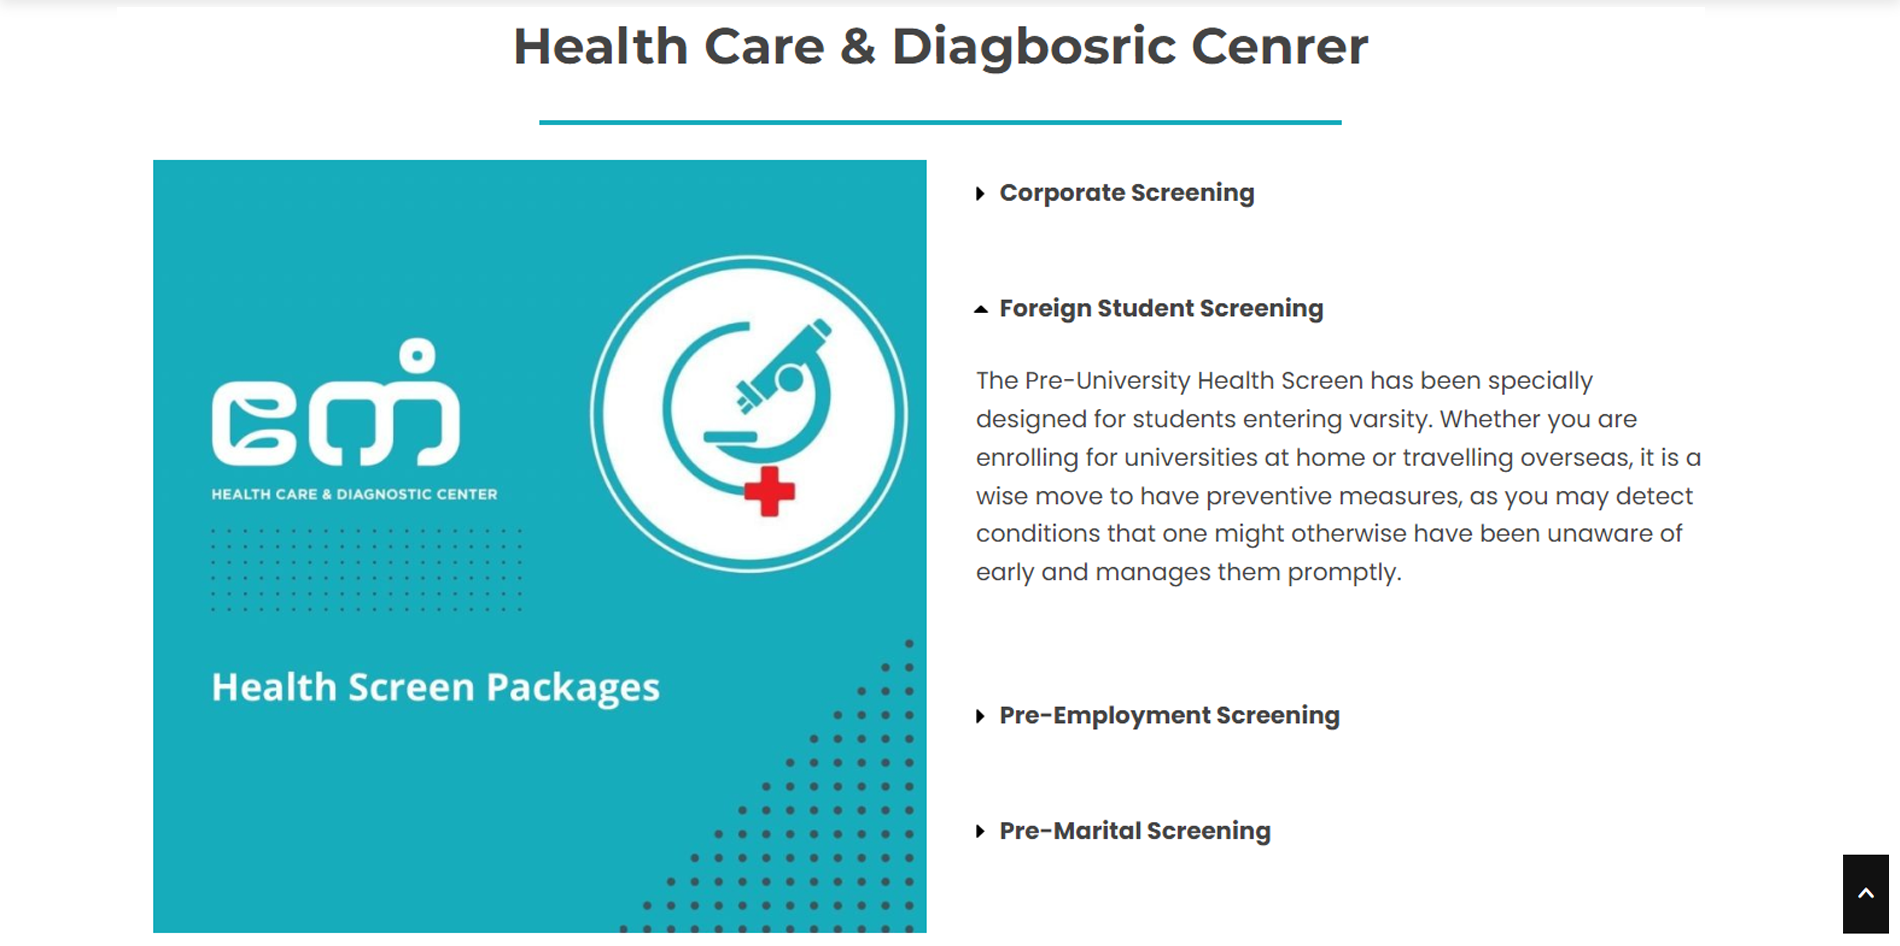 Health Care & Diagbosric Cenrer
HEALTH CARE & DIAGNOSTIC CENTER
Health Screen Packages
Corporate Screening
Foreign Student Screening
The Pre-University Health Screen has been specially
designed for students entering varsity. Whether you are
enrolling for universities at home or travelling overseas, it is a
wise move to have preventive measures, as you may detect
conditions that one might otherwise have been unaware of
early and manages them promptly.
Pre-Employment Screening
Pre-Marital Screening